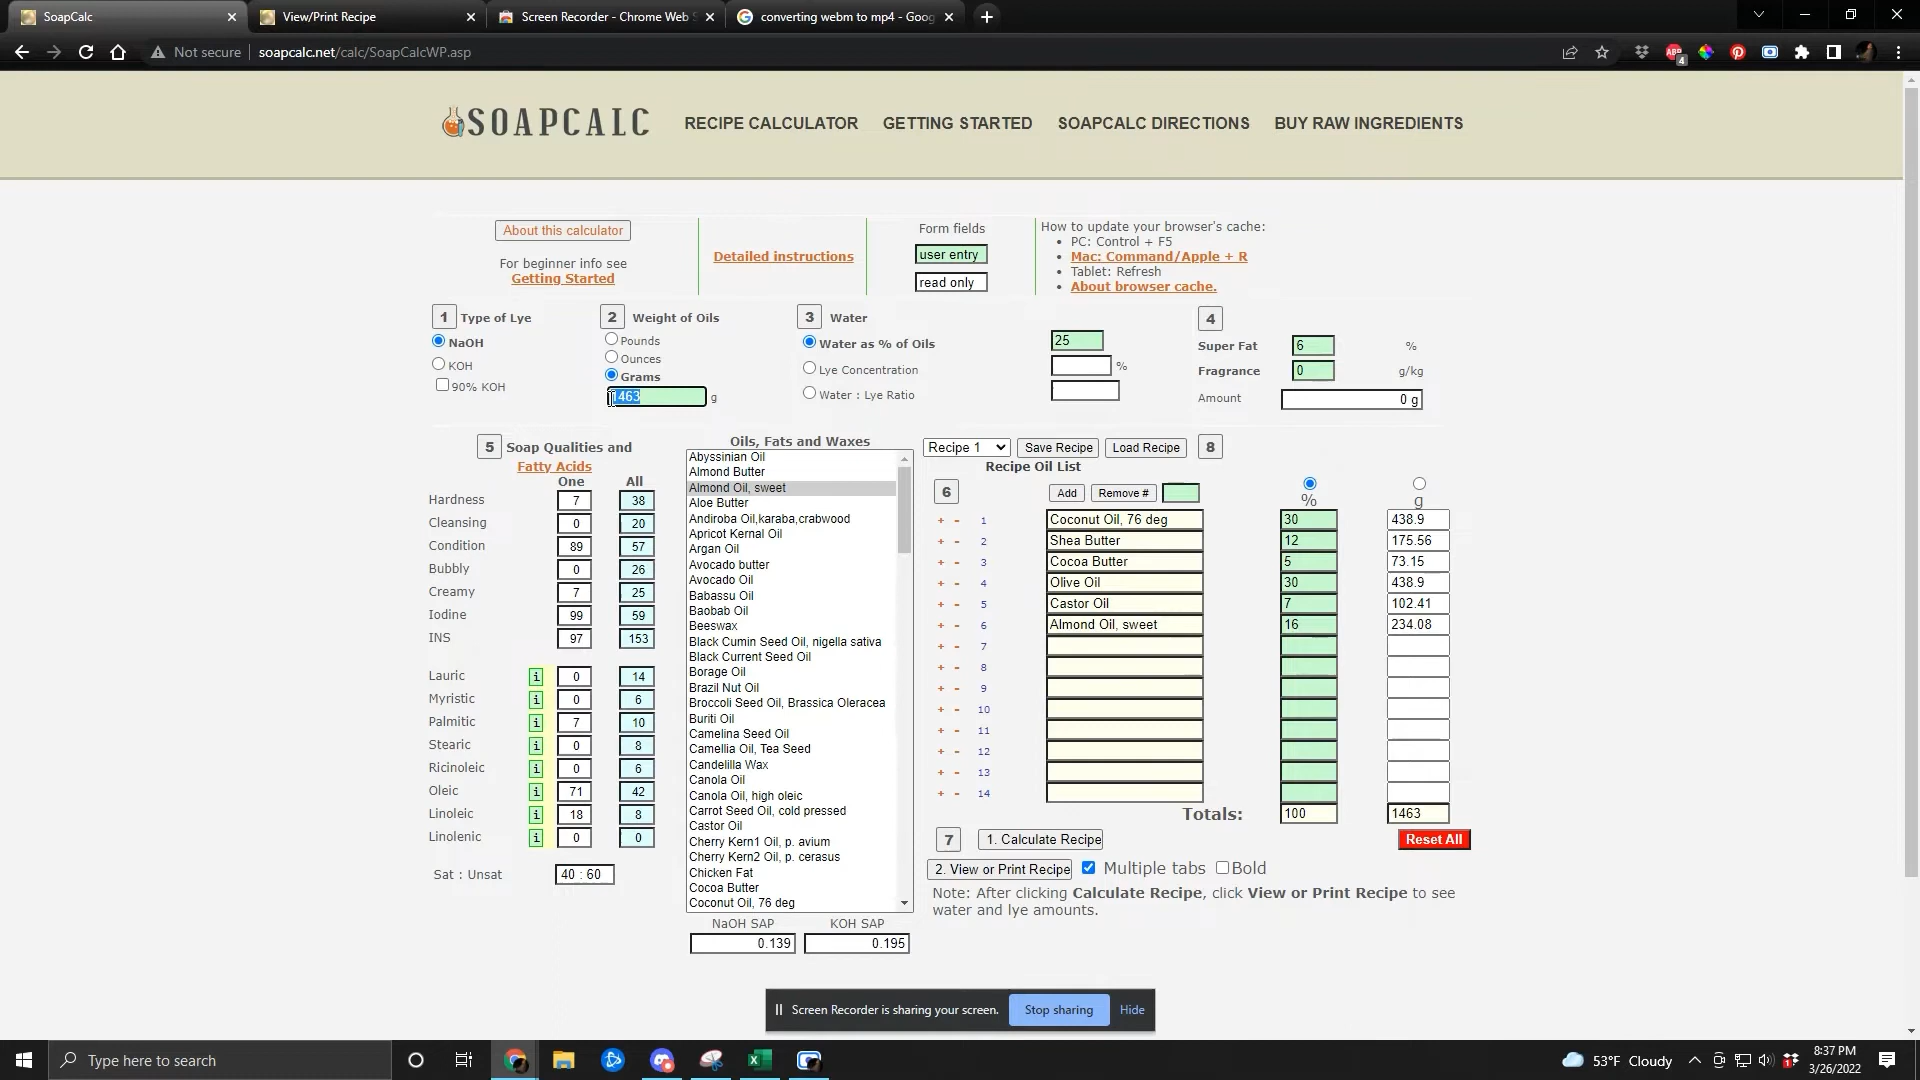 SoapCalc
View/Print Recipe
Screen Recorder - Chrome Web S
converting webm to mp4 - Goog
Not secure
soapcalc.net/calc/SoapCalcWP.asp
ABP
4
SOAPCALC
RECIPE CALCULATOR
GETTING STARTED
SOAPCALC DIRECTIONS
BUY RAW INGREDIENTS
About this calculator
For beginner info see
Getting Started
Detailed instructions
Form fields
user entry
read only
How to update your browser's cache:
• PC: Control + F5
• Mac: Command/Apple + R
• Tablet: Refresh
• About browser cache.
1 Type of Lye
NaOH
KOH
90% KOH
2 Weight of Oils
Pounds
Ounces
Grams
1463 g
3 Water
Water as % of Oils 25
Lye Concentration %
Water : Lye Ratio
4
Super Fat 6 %
Fragrance 0 g/kg
Amount 0 g
5 Soap Qualities and
Fatty Acids
One All
Hardness 7 38
Cleansing 0 20
Condition 89 57
Bubbly 0 26
Creamy 7 25
Iodine 99 59
INS 97 153
Lauric i 0 14
Myristic i 0 6
Palmitic i 7 10
Stearic i 0 8
Ricinoleic i 0 6
Oleic i 71 42
Linoleic i 18 8
Linolenic i 0 0
Sat : Unsat 40 : 60
Oils, Fats and Waxes
Abyssinian Oil
Almond Butter
Almond Oil, sweet
Aloe Butter
Andiroba Oil,karaba,crabwood
Apricot Kernal Oil
Argan Oil
Avocado butter
Avocado Oil
Babassu Oil
Baobab Oil
Beeswax
Black Cumin Seed Oil, nigella sativa
Black Current Seed Oil
Borage Oil
Brazil Nut Oil
Broccoli Seed Oil, Brassica Oleracea
Buriti Oil
Camelina Seed Oil
Camellia Oil, Tea Seed
Candelilla Wax
Canola Oil
Canola Oil, high oleic
Carrot Seed Oil, cold pressed
Castor Oil
Cherry Kern1 Oil, p. avium
Cherry Kern2 Oil, p. cerasus
Chicken Fat
Cocoa Butter
Coconut Oil, 76 deg
NaOH SAP KOH SAP
0.139 0.195
Recipe 1 Save Recipe Load Recipe 8
Recipe Oil List
6 Add Remove # % g
+ - 1 Coconut Oil, 76 deg 30 438.9
+ - 2 Shea Butter 12 175.56
+ - 3 Cocoa Butter 5 73.15
+ - 4 Olive Oil 30 438.9
+ - 5 Castor Oil 7 102.41
+ - 6 Almond Oil, sweet 16 234.08
+ - 7
+ - 8
+ - 9
+ - 10
+ - 11
+ - 12
+ - 13
+ - 14
Totals: 100 1463
7 1. Calculate Recipe Reset All
2. View or Print Recipe Multiple tabs Bold
Note: After clicking Calculate Recipe, click View or Print Recipe to see
water and lye amounts.
Screen Recorder is sharing your screen. Stop sharing Hide
Type here to search
53°F Cloudy
8:37 PM
3/26/2022